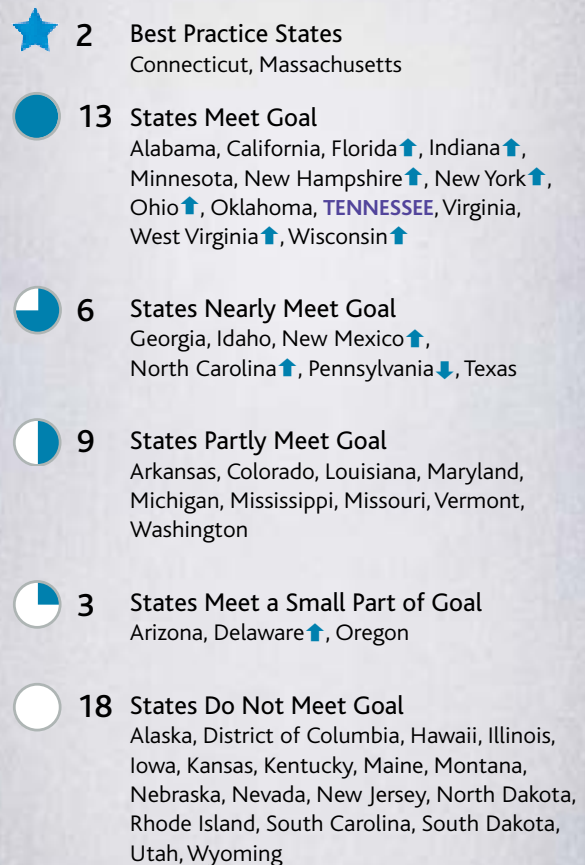 2 Best Practice States
Connecticut, Massachusetts
13 States Meet Goal
Alabama, California, Florida⬆, Indiana⬆,
Minnesota, New Hampshire⬆, New York⬆,
Ohio⬆, Oklahoma, TENNESSEE, Virginia,
West Virginia⬆, Wisconsin⬆
6 States Nearly Meet Goal
Georgia, Idaho, New Mexico⬆,
North Carolina⬆, Pennsylvania⬇, Texas
9 States Partly Meet Goal
Arkansas, Colorado, Louisiana, Maryland,
Michigan, Mississippi, Missouri, Vermont,
Washington
3 States Meet a Small Part of Goal
Arizona, Delaware⬆, Oregon
18 States Do Not Meet Goal
Alaska, District of Columbia, Hawaii, Illinois,
Iowa, Kansas, Kentucky, Maine, Montana,
Nebraska, Nevada, New Jersey, North Dakota,
Rhode Island, South Carolina, South Dakota,
Utah, Wyoming